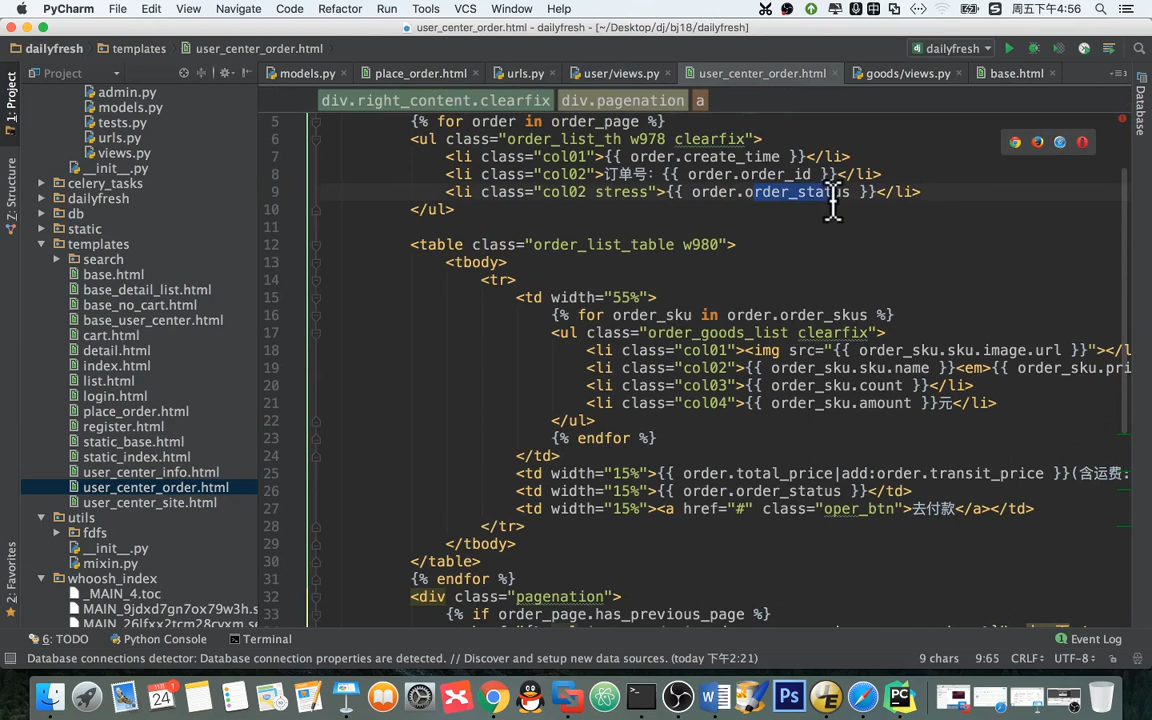 PyCharm File Edit View Navigate Code Refactor Run Tools VCS Window Help 周五下午4:56
user_center_order.html - dailyfresh - [~/Desktop/dj/bj18/dailyfresh]
dailyfresh templates user_center_order.html dailyfresh
Project models.py place_order.html urls.py user/views.py user_center_order.html goods/views.py base.html
div.right_content.clearfix div.pagenation a
1: Project
Z: Structure
2: Favorites
Database
admin.py
models.py
tests.py
urls.py
views.py
__init__.py
celery_tasks
dailyfresh
db
static
templates
search
base.html
base_detail_list.html
base_no_cart.html
base_user_center.html
cart.html
detail.html
index.html
list.html
login.html
place_order.html
register.html
static_base.html
static_index.html
user_center_info.html
user_center_order.html
user_center_site.html
utils
fdfs
__init__.py
mixin.py
whoosh_index
_MAIN_4.toc
MAIN_9jdxd7gn7ox79w3h.s
5 {% for order in order_page %}
6 <ul class="order_list_th w978 clearfix">
7 <li class="col01">{{ order.create_time }}</li>
8 <li class="col02">订单号：{{ order.order_id }}</li>
9 <li class="col02 stress">{{ order.order_status }}</li>
10 </ul>
11
12 <table class="order_list_table w980">
13 <tbody>
14 <tr>
15 <td width="55%">
16 {% for order_sku in order.order_skus %}
17 <ul class="order_goods_list clearfix">
18 <li class="col01"><img src="{{ order_sku.sku.image.url }}"></l
19 <li class="col02">{{ order_sku.sku.name }}<em>{{ order_sku.pri
20 <li class="col03">{{ order_sku.count }}</li>
21 <li class="col04">{{ order_sku.amount }}元</li>
22 </ul>
23 {% endfor %}
24 </td>
25 <td width="15%">{{ order.total_price|add:order.transit_price }}(含运费:
26 <td width="15%">{{ order.order_status }}</td>
27 <td width="15%"><a href="#" class="oper_btn">去付款</a></td>
28 </tr>
29 </tbody>
30 </table>
31 {% endfor %}
32 <div class="pagenation">
33 {% if order_page.has_previous_page %}
6: TODO Python Console Terminal Event Log
Database connections detector: Database connection properties are detected. // Discover and setup new data sources. (today 下午2:21) 9 chars 9:65 CRLF÷ UTF-8÷